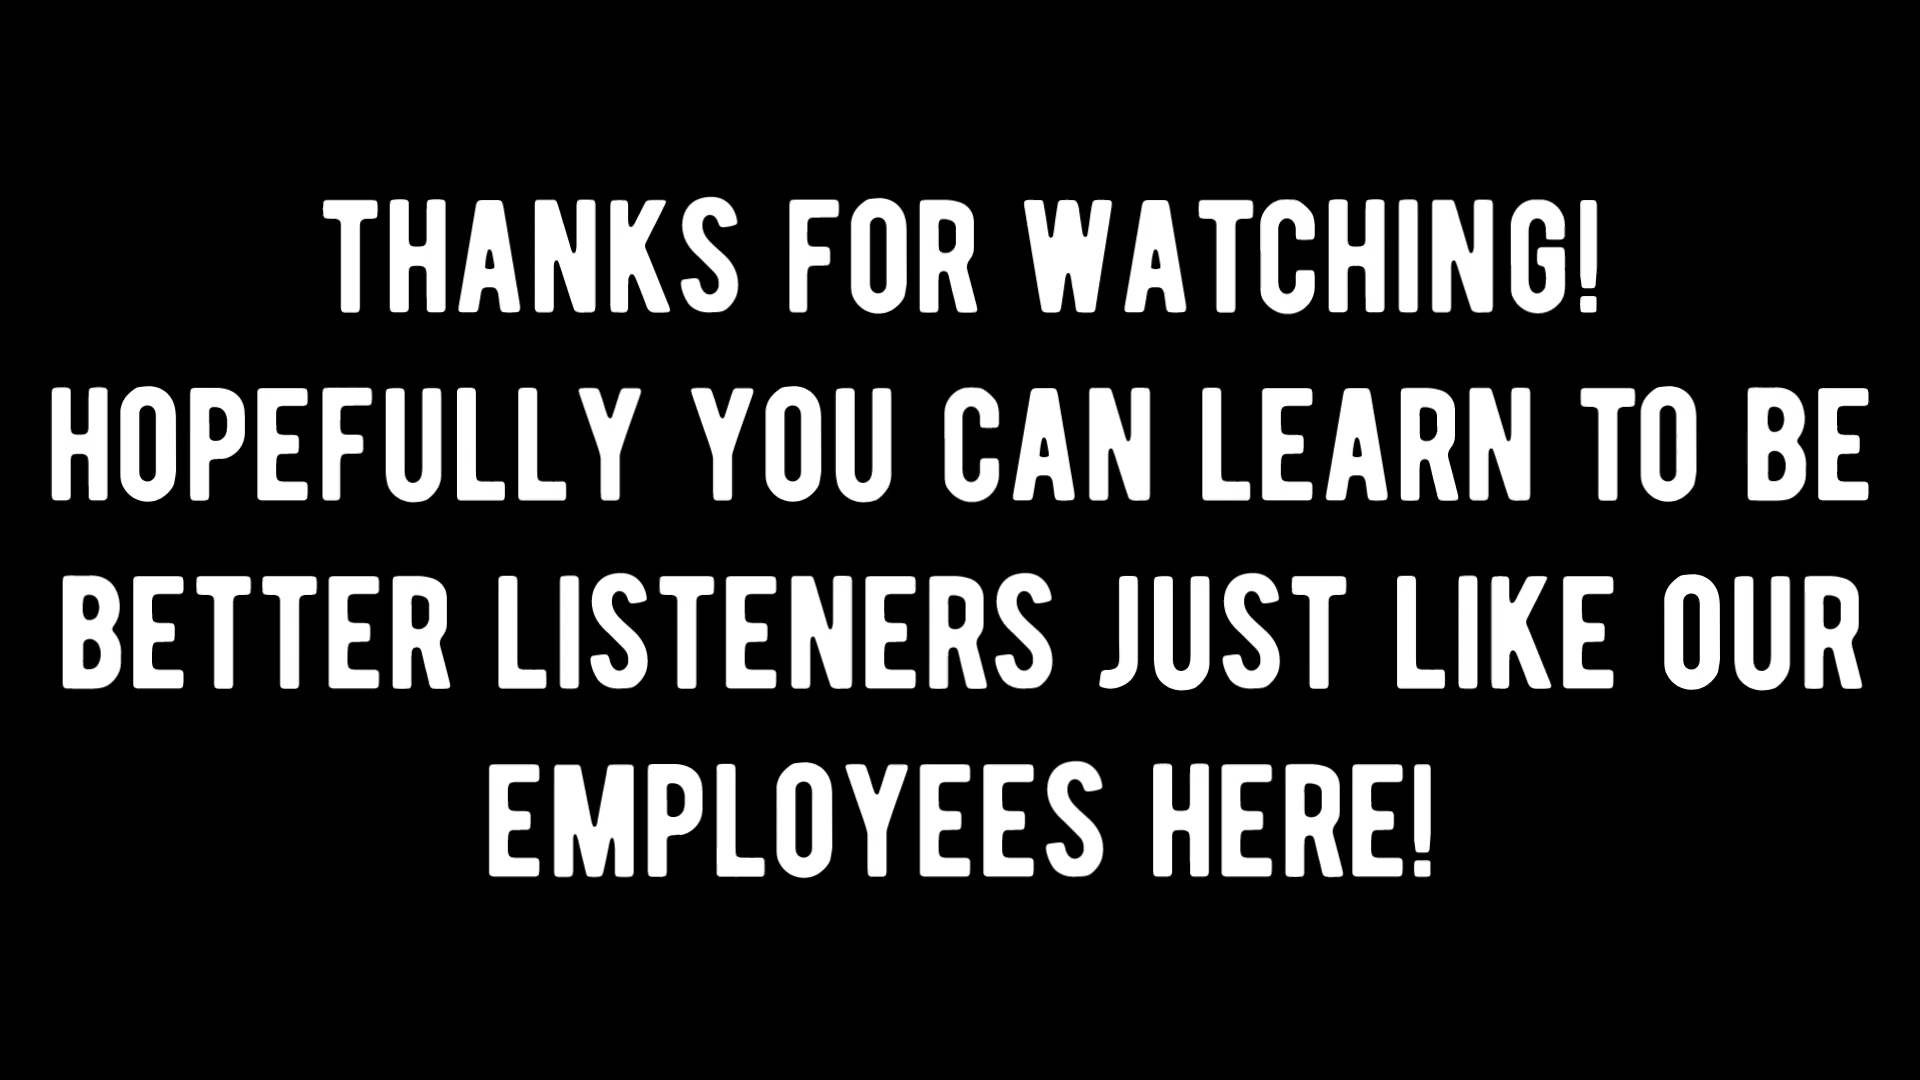 THANKS FOR WATCHING!
HOPEFULLY YOU CAN LEARN TO BE
BETTER LISTENERS JUST LIKE OUR
EMPLOYEES HERE!